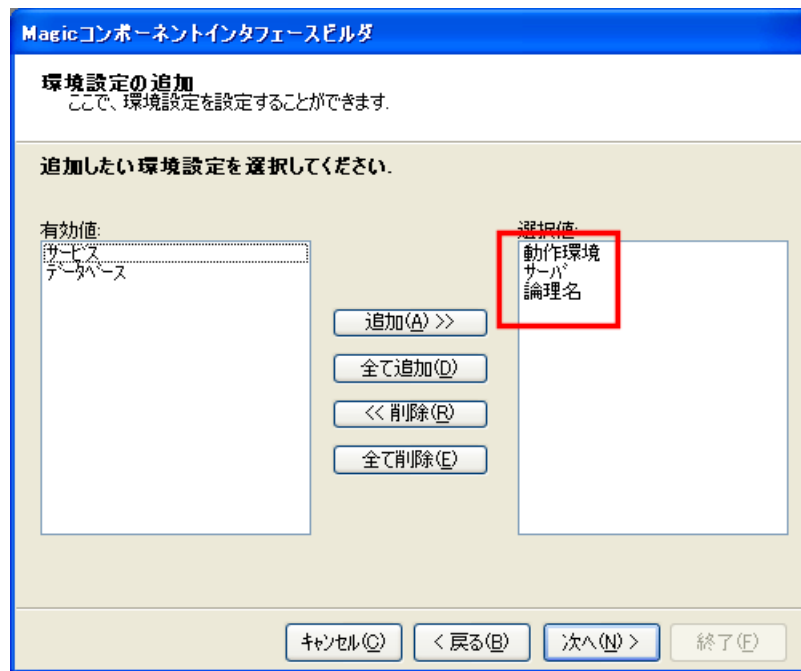 Magicコンポーネントインタフェースビルダ
環境設定の追加
ここで、環境設定を設定することができます.
追加したい環境設定を選択してください.
有効値:
サービス
データベース
追加(A) >>
全て追加(D)
<< 削除(R)
全て削除(E)
選択値:
動作環境
サーバ
論理名
キャンセル(C)
< 戻る(B)
次へ(N) >
終了(F)